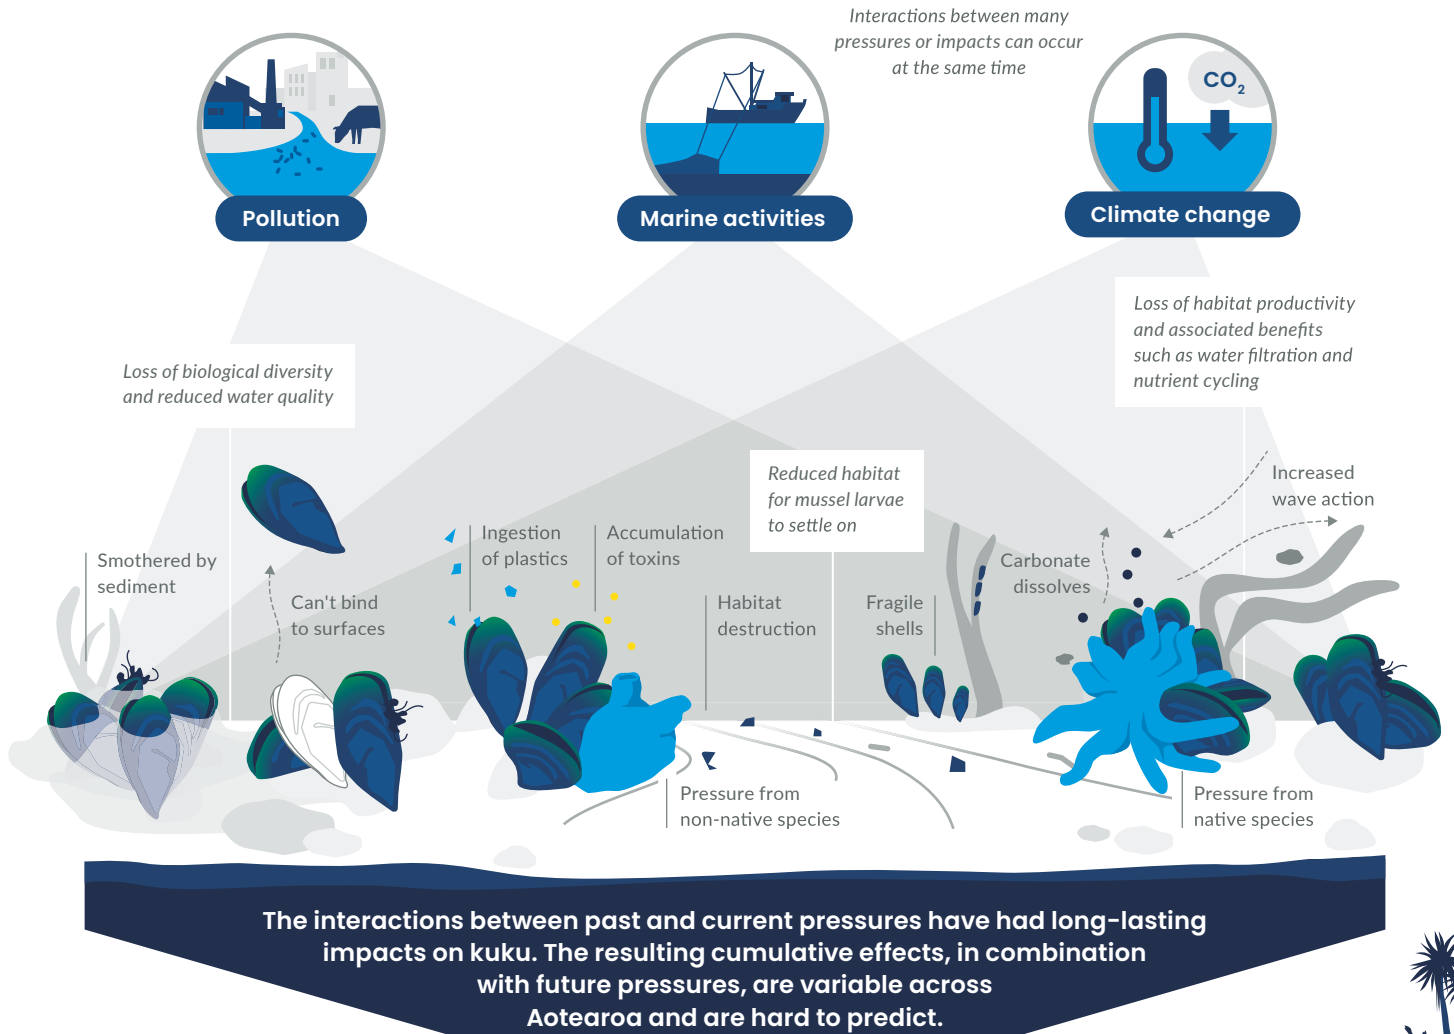 Interactions between many
pressures or impacts can occur
at the same time
CO2
Pollution
Marine activities
Climate change
Loss of habitat productivity
and associated benefits
such as water filtration and
nutrient cycling
Loss of biological diversity
and reduced water quality
Reduced habitat
for mussel larvae
to settle on
Increased
wave action
Smothered by
sediment
Can't bind
to surfaces
Ingestion
of plastics
Accumulation
of toxins
Habitat
destruction
Fragile
shells
Carbonate
dissolves
Pressure from
non-native species
Pressure from
native species
The interactions between past and current pressures have had long-lasting
impacts on kuku. The resulting cumulative effects, in combination
with future pressures, are variable across
Aotearoa and are hard to predict.